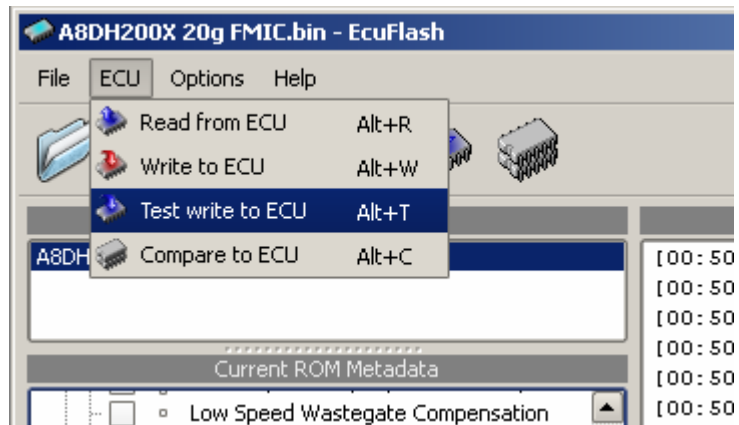 A8DH200X 20g FMIC.bin - EcuFlash
File ECU Options Help
Read from ECU Alt+R
Write to ECU Alt+W
Test write to ECU Alt+T
Compare to ECU Alt+C
A8DH
[00:50
[00:50
[00:50
[00:50
[00:50
[00:50
Current ROM Metadata
Low Speed Wastegate Compensation